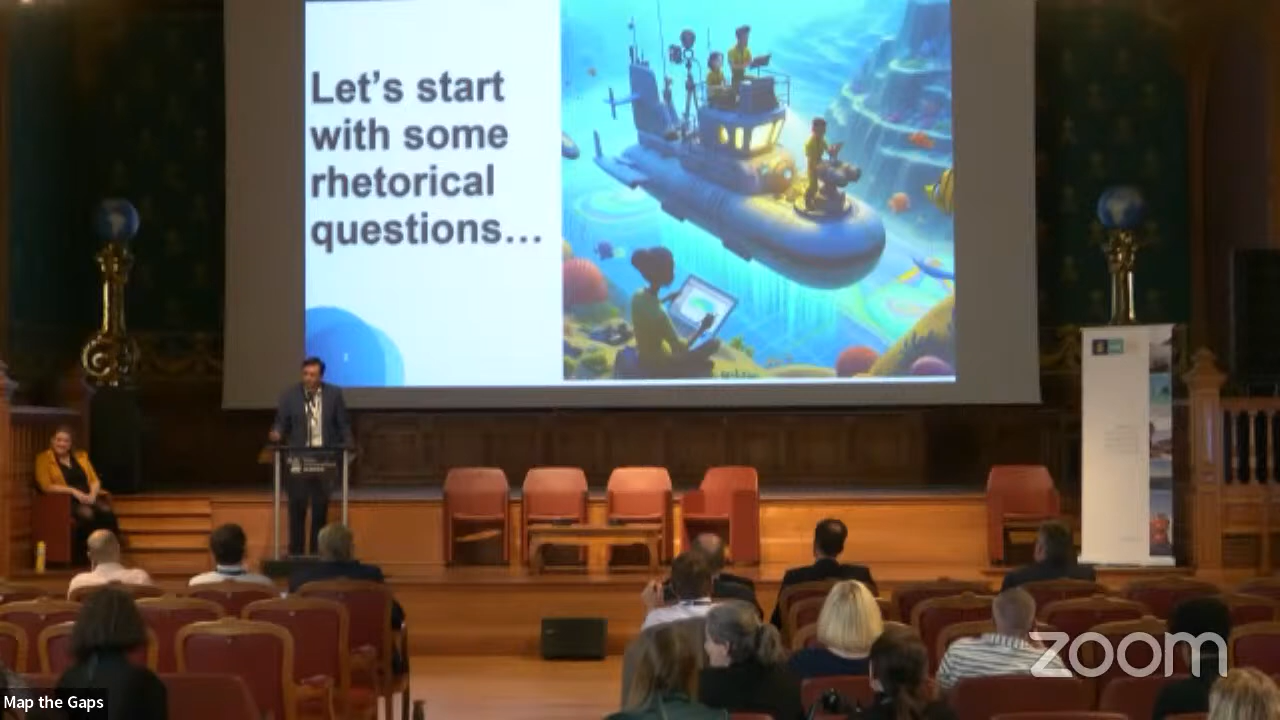 Let's start
with some
rhetorical
questions...
zoom
Map the Gaps